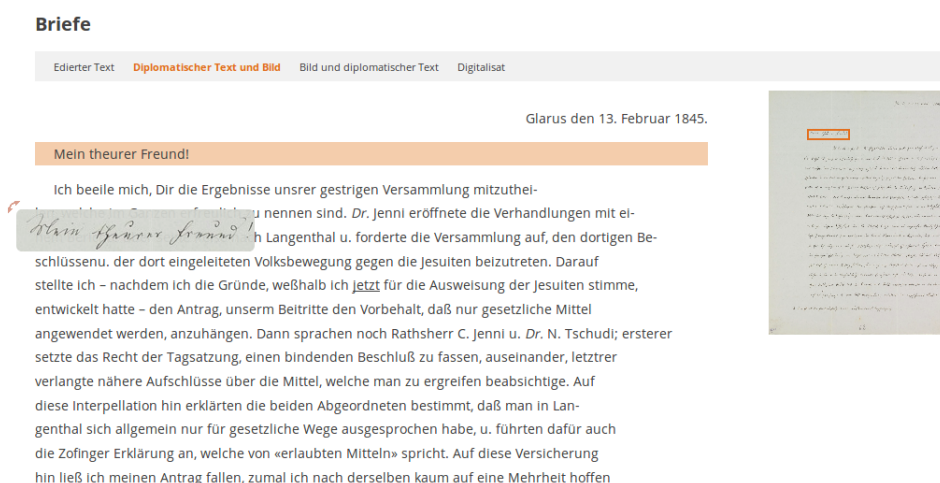 Briefe
Edierter Text Diplomatischer Text und Bild Bild und diplomatischer Text Digitalisat
Glarus den 13. Februar 1845.
Mein theurer Freund!
Ich beeile mich, Dir die Ergebnisse unsrer gestrigen Versammlung mitzuthei-
u nennen sind. Dr. Jenni eröffnete die Verhandlungen mit ei-
Mein theurer Freund!
h Langenthal u. forderte die Versammlung auf, den dortigen Be-
schlüssenu. der dort eingeleiteten Volksbewegung gegen die Jesuiten beizutreten. Darauf
stellte ich – nachdem ich die Gründe, weßhalb ich jetzt für die Ausweisung der Jesuiten stimme,
entwickelt hatte – den Antrag, unserm Beitritte den Vorbehalt, daß nur gesetzliche Mittel
angewendet werden, anzuhängen. Dann sprachen noch Rathsherr C. Jenni u. Dr. N. Tschudi; ersterer
setzte das Recht der Tagsatzung, einen bindenden Beschluß zu fassen, auseinander, letztrer
verlangte nähere Aufschlüsse über die Mittel, welche man zu ergreifen beabsichtige. Auf
diese Interpellation hin erklärten die beiden Abgeordneten bestimmt, daß man in Lan-
genthal sich allgemein nur für gesetzliche Wege ausgesprochen habe, u. führten dafür auch
die Zofinger Erklärung an, welche von «erlaubten Mitteln» spricht. Auf diese Versicherung
hin ließ ich meinen Antrag fallen, zumal ich nach derselben kaum auf eine Mehrheit hoffen